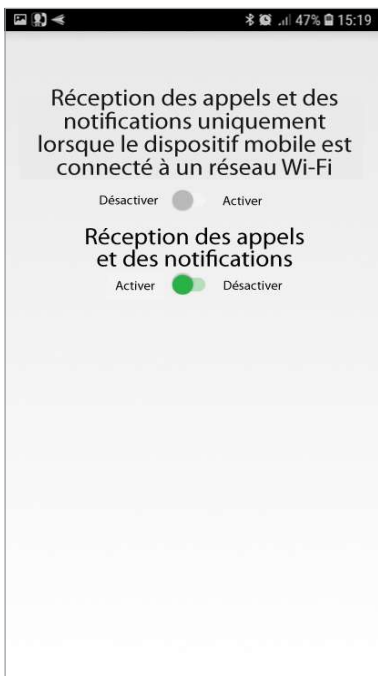 47% 15:19
Réception des appels et des
notifications uniquement
lorsque le dispositif mobile est
connecté à un réseau Wi-Fi
Désactiver Activer
Réception des appels
et des notifications
Activer Désactiver